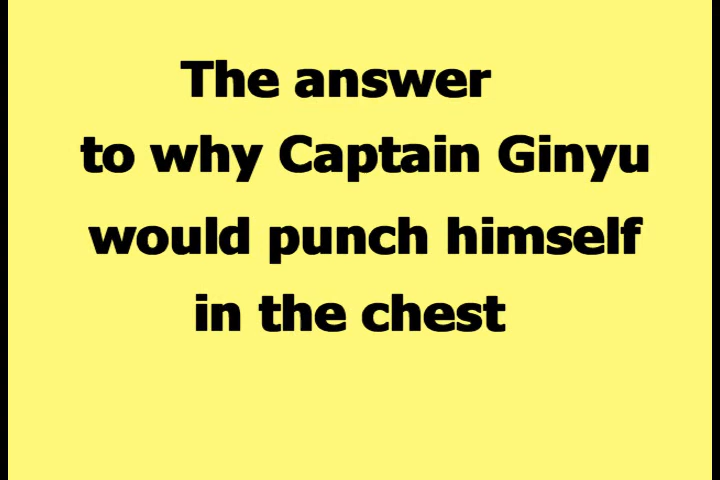 The answer
to why Captain Ginyu
would punch himself
in the chest